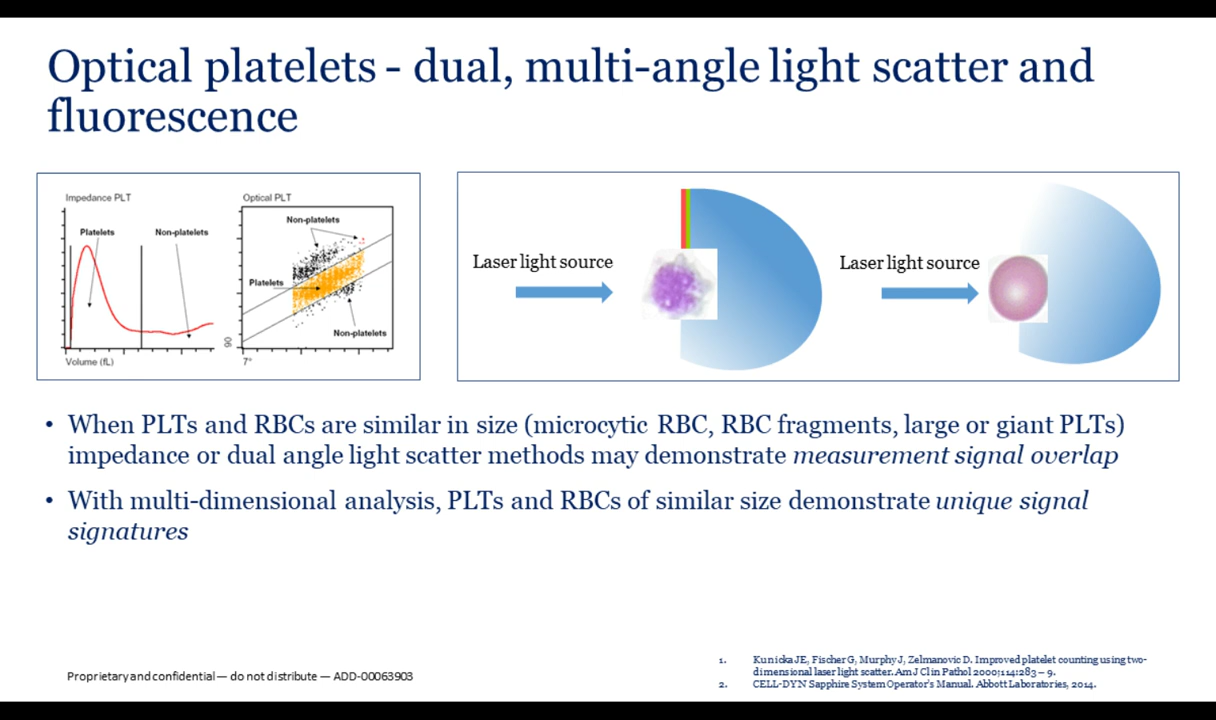 Optical platelets - dual, multi-angle light scatter and
fluorescence
Impedance PLT
Platelets
Non-platelets
Volume (fL)
Optical PLT
Non-platelets
Platelets
Non-platelets
90
7°
Laser light source
Laser light source
• When PLTs and RBCs are similar in size (microcytic RBC, RBC fragments, large or giant PLTs)
impedance or dual angle light scatter methods may demonstrate measurement signal overlap
• With multi-dimensional analysis, PLTs and RBCs of similar size demonstrate unique signal
signatures
Proprietary and confidential — do not distribute — ADD-00063903
1. Kunicka JE, Fischer G, Murphy J, Zelmanovic D. Improved platelet counting using two-
dimensional laser light scatter. Am J Clin Pathol 2000;114:283 – 9.
2. CELL-DYN Sapphire System Operator's Manual. Abbott Laboratories, 2014.